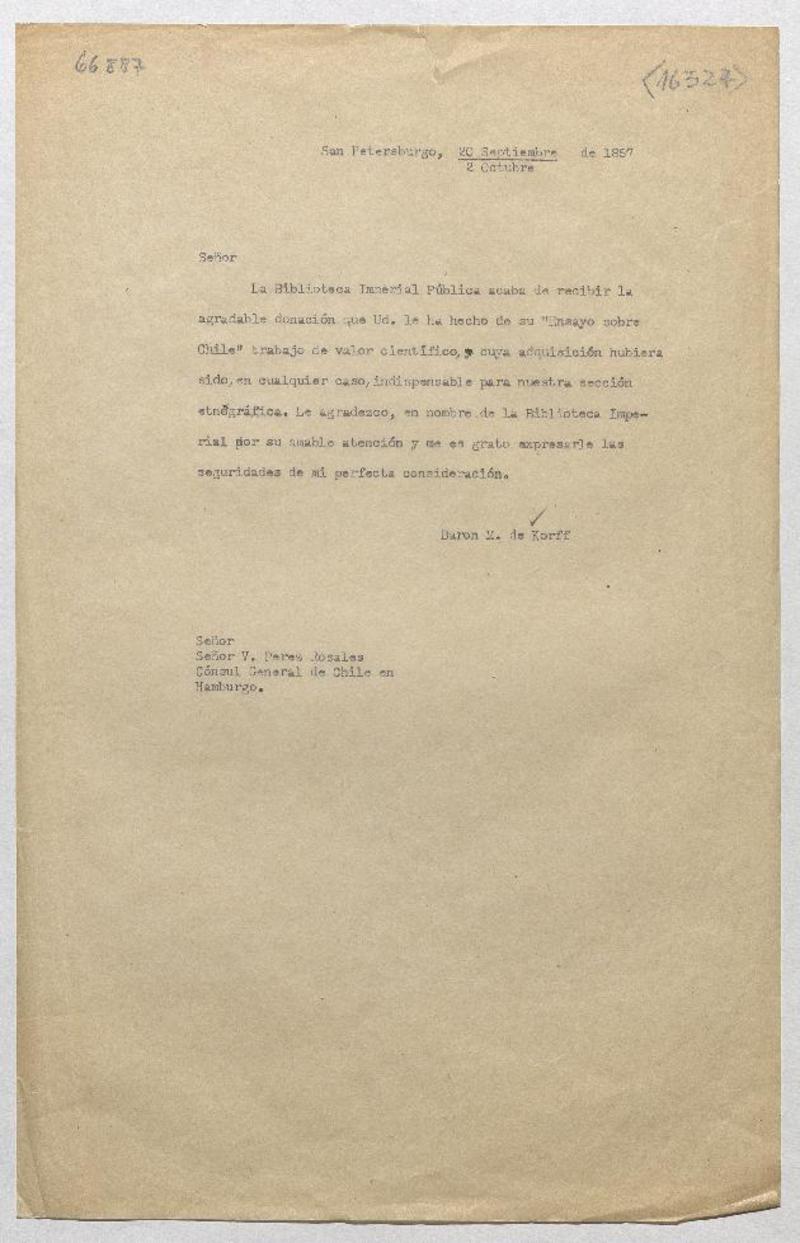 66887
(16327)
San Petersburgo, 20 Septiembre de 1857
2 Octubre
Señor
La Biblioteca Imperial Pública acaba de recibir la
agradable donación que Ud. le ha hecho de su "Ensayo sobre
Chile" trabajo de valor científico, y cuya adquisición hubiera
sido, en cualquier caso, indispensable para nuestra sección
etnográfica. Le agradezco, en nombre de la Biblioteca Impe-
rial por su amable atención y me es grato expresarle las
seguridades de mi perfecta consideración.
Baron M. de Korff
Señor
Señor V. Perez Rosales
Cónsul General de Chile en
Hamburgo.